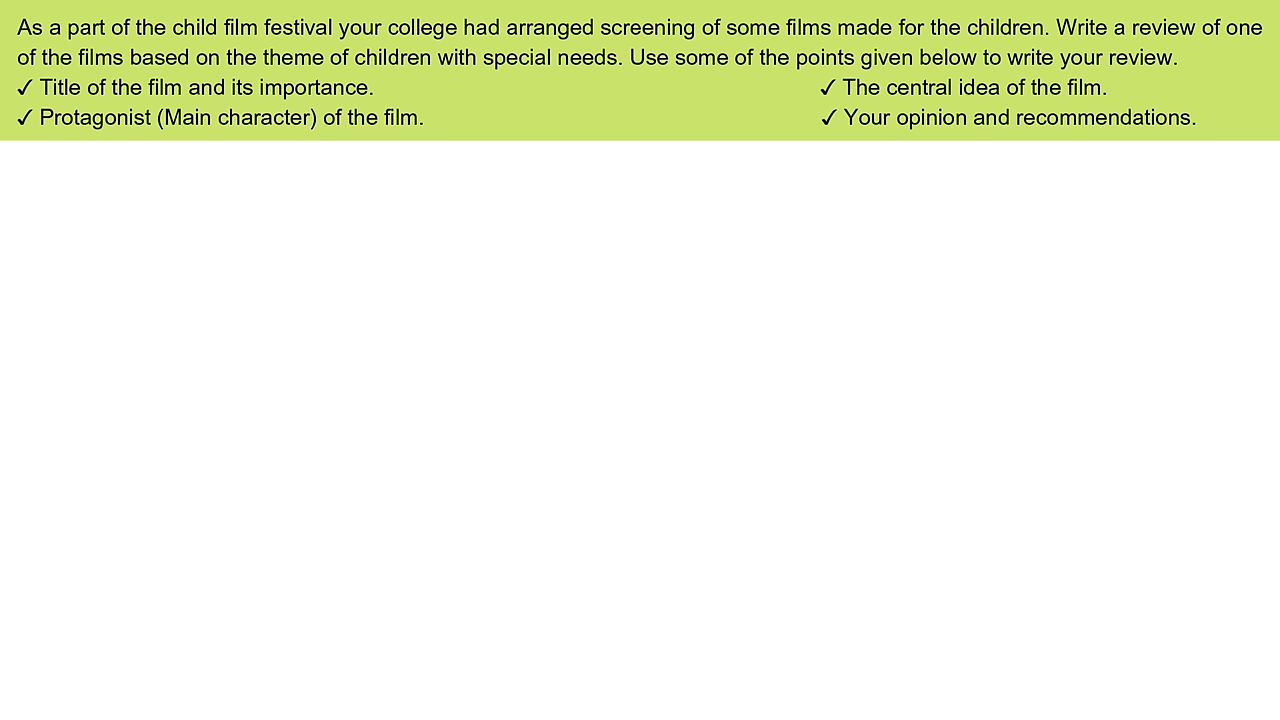 As a part of the child film festival your college had arranged screening of some films made for the children. Write a review of one
of the films based on the theme of children with special needs. Use some of the points given below to write your review.
✓ Title of the film and its importance. ✓ The central idea of the film.
✓ Protagonist (Main character) of the film. ✓ Your opinion and recommendations.